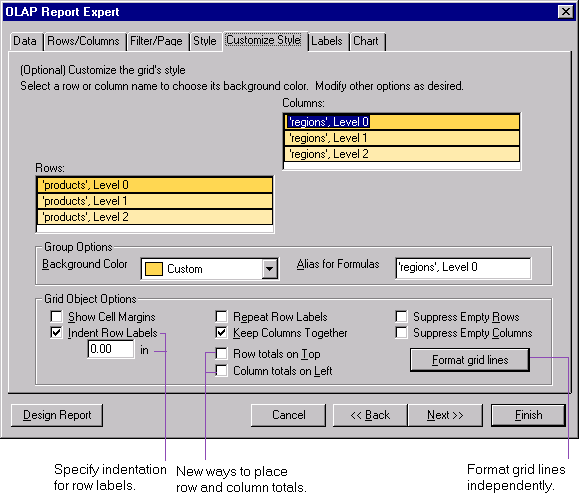 OLAP Report Expert
Data Rows/Columns Filter/Page Style Customize Style Labels Chart
(Optional) Customize the grid's style
Select a row or column name to choose its background color. Modify other options as desired.
Columns:
'regions', Level 0
'regions', Level 1
'regions', Level 2
Rows:
'products', Level 0
'products', Level 1
'products', Level 2
Group Options
Background Color Custom Alias for Formulas 'regions', Level 0
Grid Object Options
Show Cell Margins Repeat Row Labels Suppress Empty Rows
Indent Row Labels Keep Columns Together Suppress Empty Columns
0.00 in Row totals on Top Format grid lines
Column totals on Left
Design Report Cancel << Back Next >> Finish
Specify indentation
for row labels.
New ways to place
row and column totals.
Format grid lines
independently.